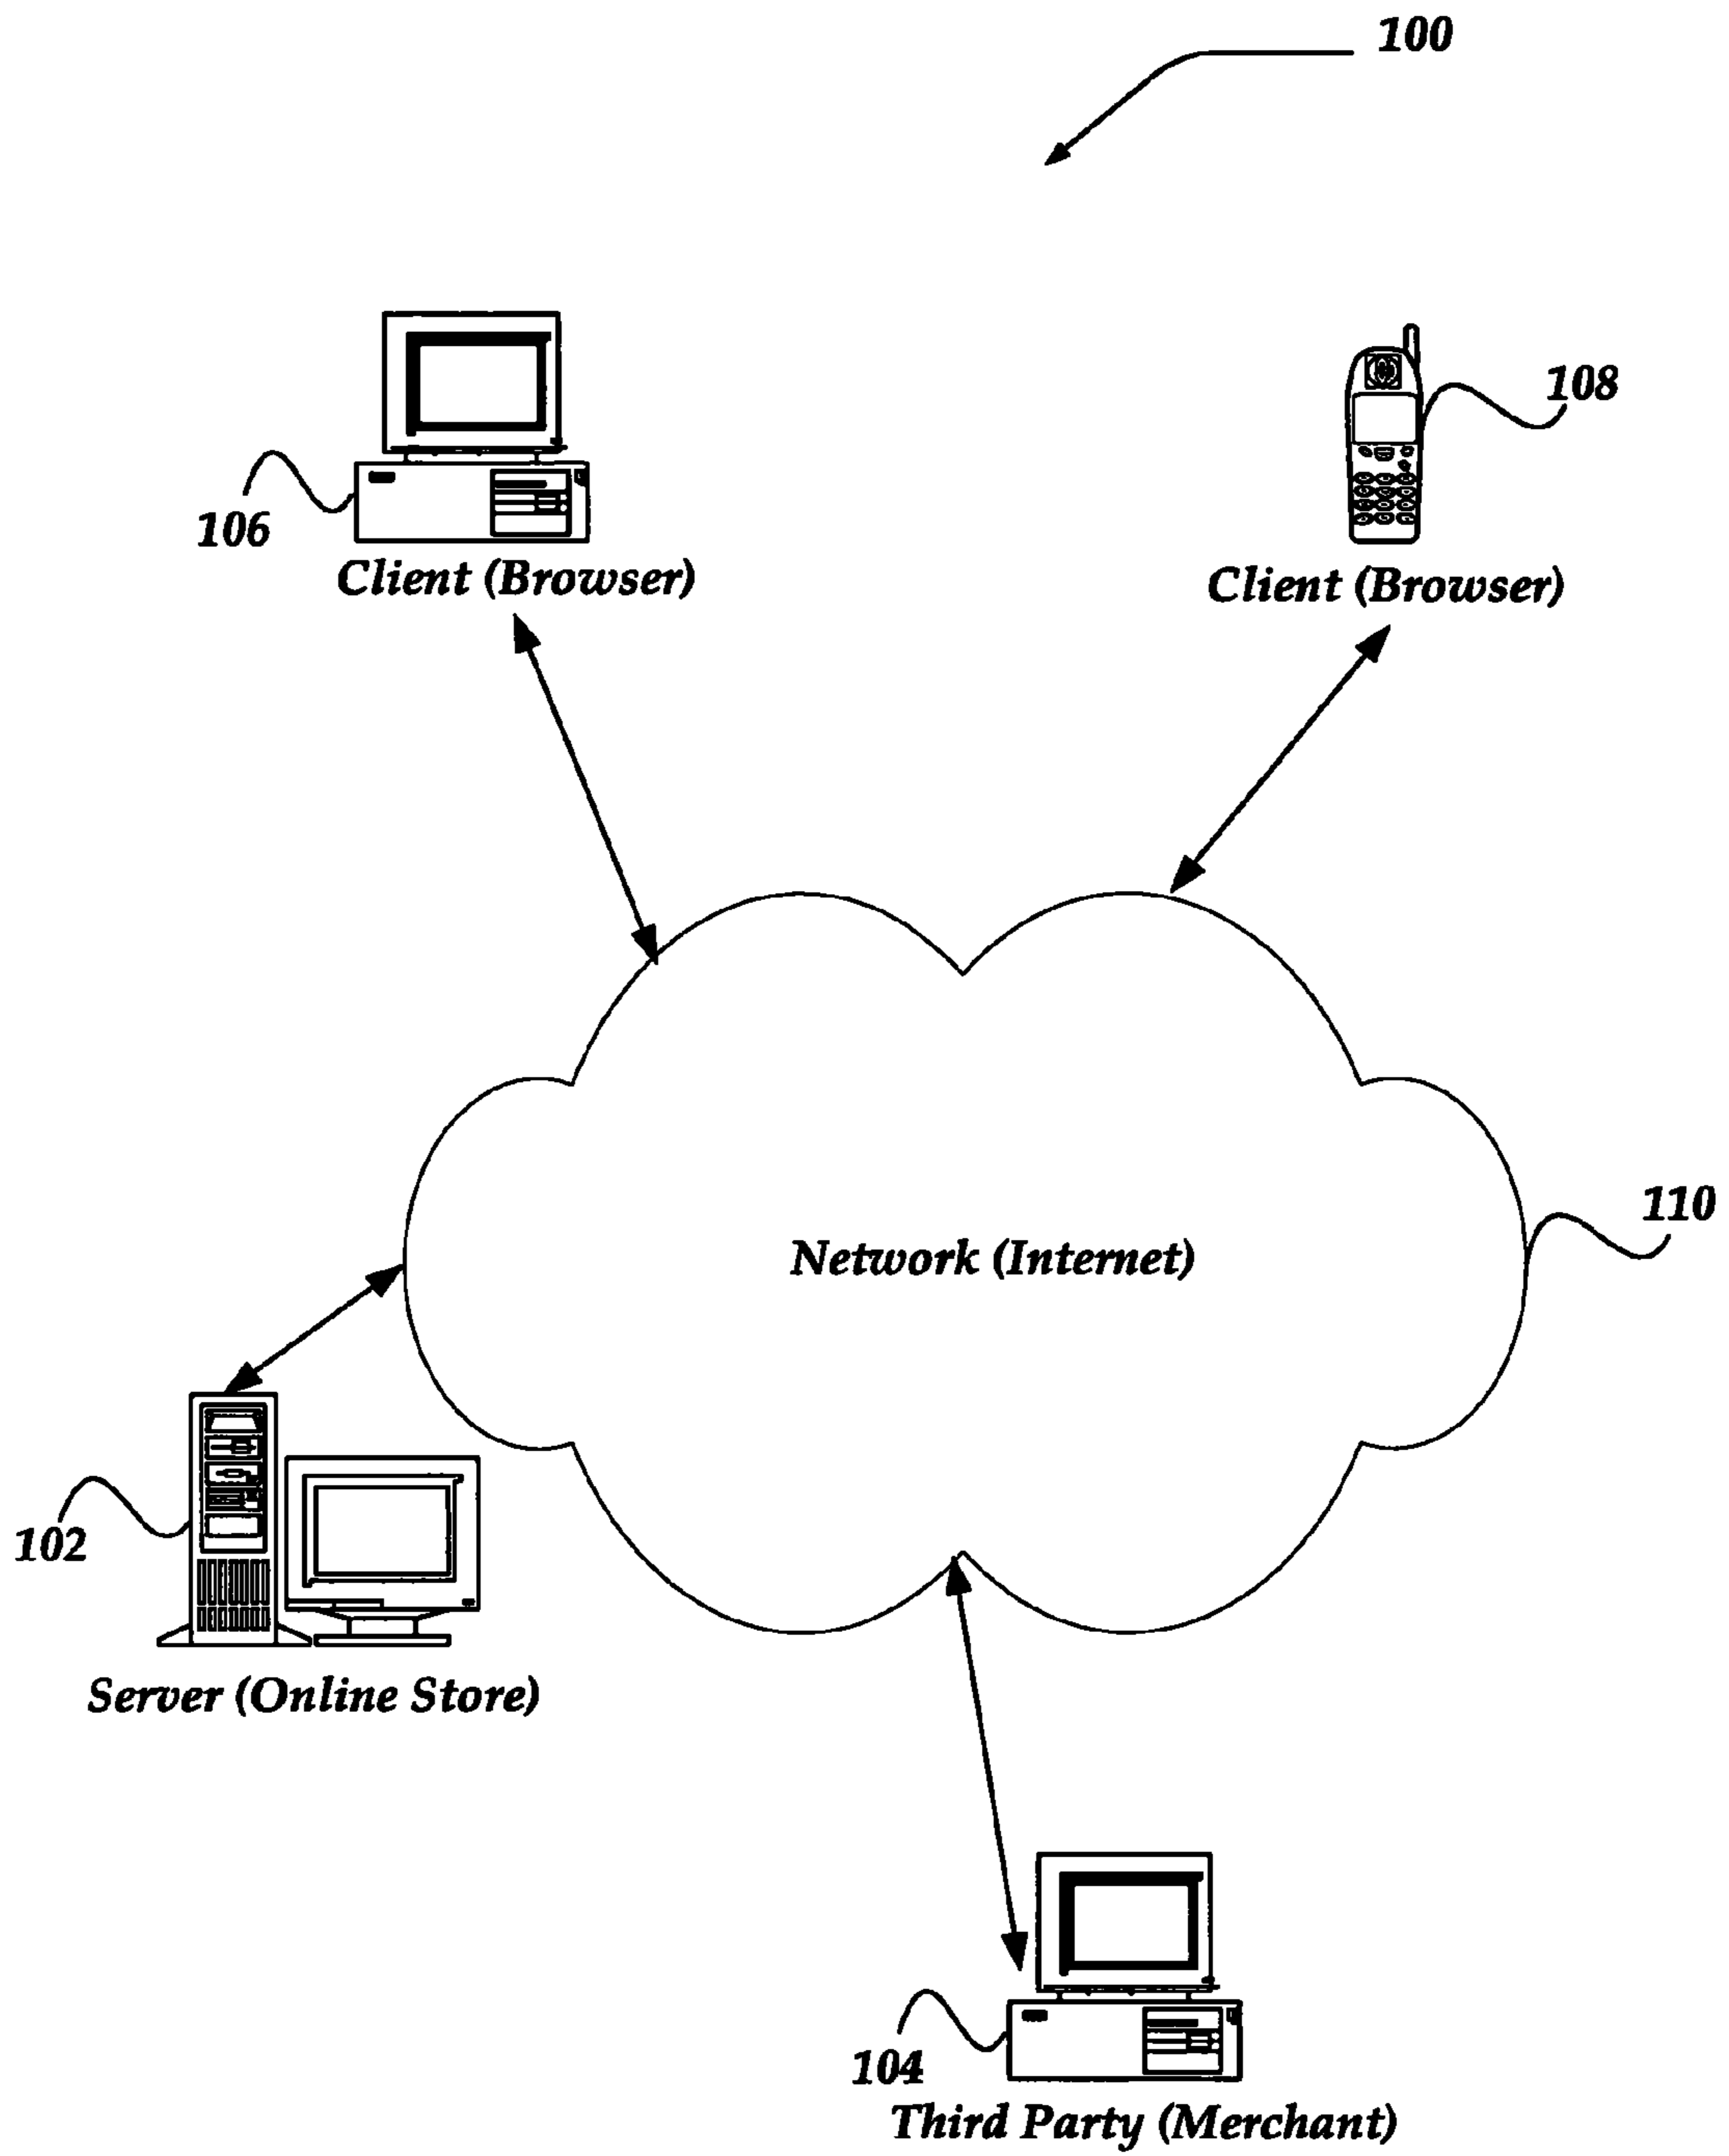 100
108
106
Client (Browser)
Client (Browser)
110
Network (Internet)
102
Server (Online Store)
104
Third Party (Merchant)